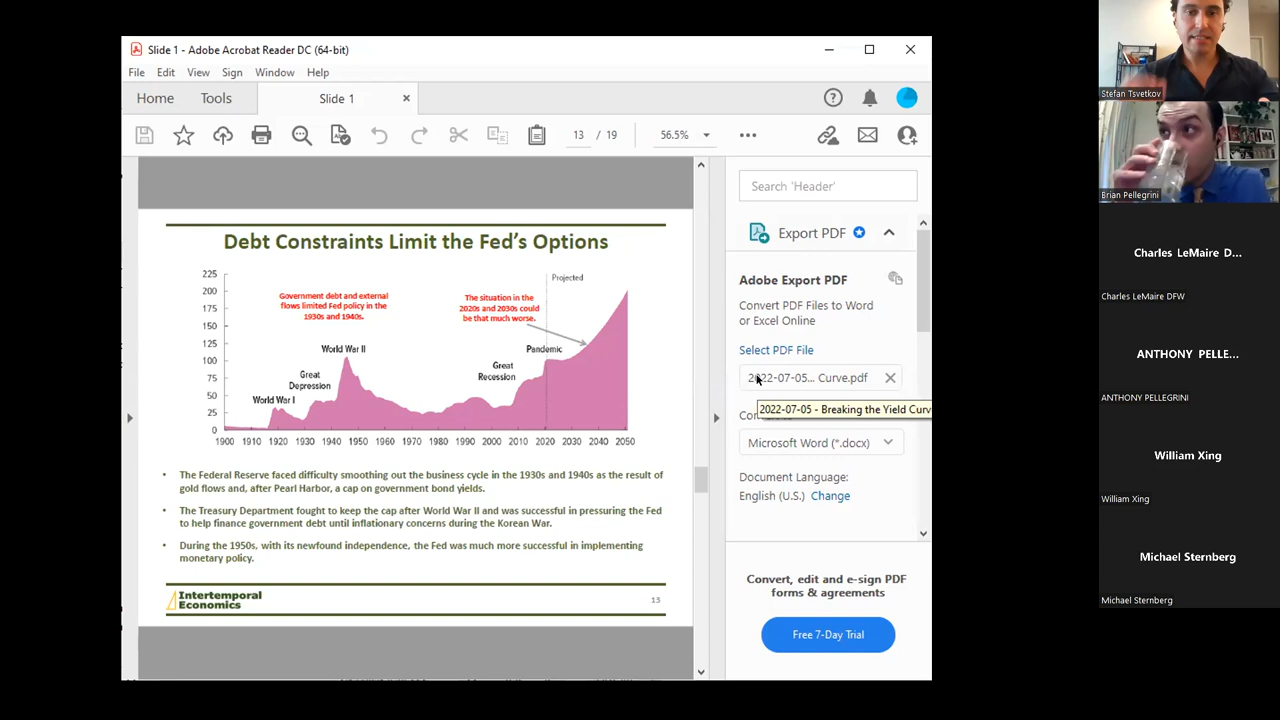 Slide 1 - Adobe Acrobat Reader DC (64-bit)
File Edit View Sign Window Help
Home Tools Slide 1
13 / 19 56.5%
Search 'Header'
Export PDF
Adobe Export PDF
Convert PDF Files to Word
or Excel Online
Select PDF File
2022-07-05... Curve.pdf
2022-07-05 - Breaking the Yield Curv
Microsoft Word (*.docx)
Document Language:
English (U.S.) Change
Convert, edit and e-sign PDF
forms & agreements
Free 7-Day Trial
Debt Constraints Limit the Fed's Options
225
200
175
150
125
100
75
50
25
0
Projected
Government debt and external
flows limited Fed policy in the
1930s and 1940s.
The situation in the
2020s and 2030s could
be that much worse.
World War I
Great
Depression
World War II
Great
Recession
Pandemic
1900 1910 1920 1930 1940 1950 1960 1970 1980 1990 2000 2010 2020 2030 2040 2050
• The Federal Reserve faced difficulty smoothing out the business cycle in the 1930s and 1940s as the result of
gold flows and, after Pearl Harbor, a cap on government bond yields.
• The Treasury Department fought to keep the cap after World War II and was successful in pressuring the Fed
to help finance government debt until inflationary concerns during the Korean War.
• During the 1950s, with its newfound independence, the Fed was much more successful in implementing
monetary policy.
Intertemporal
Economics
13
Stefan Tsvetkov
Brian Pellegrini
Charles LeMaire D...
Charles LeMaire DFW
ANTHONY PELLE...
ANTHONY PELLEGRINI
William Xing
William Xing
Michael Sternberg
Michael Sternberg